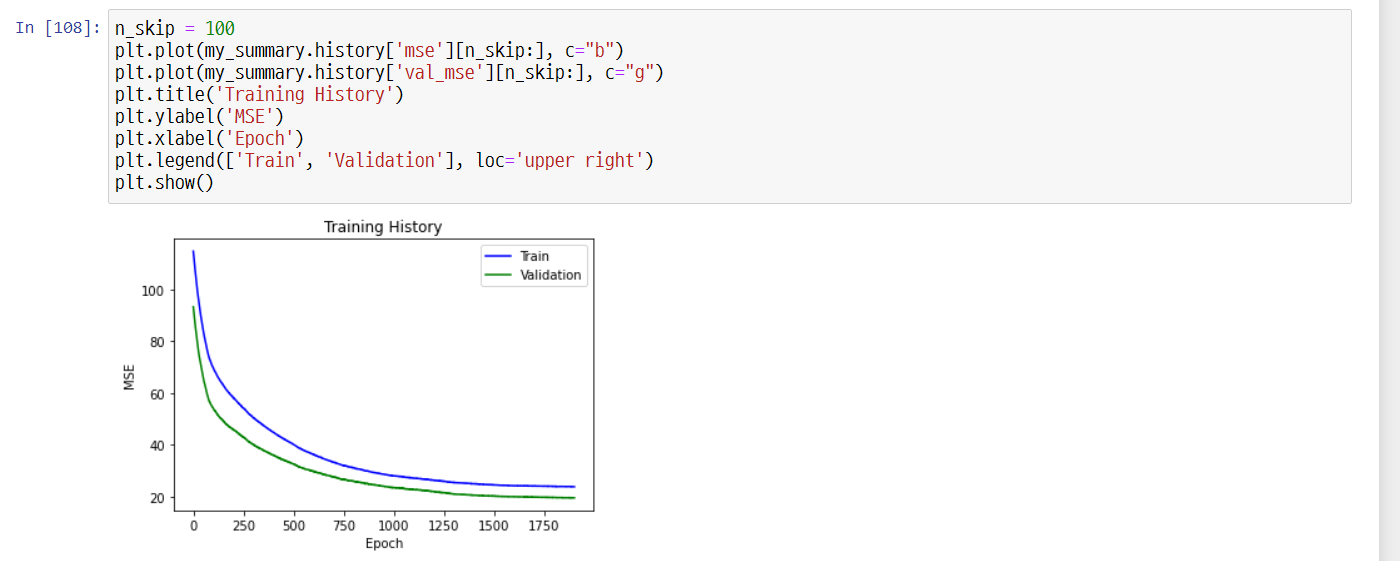 In [108]:
n_skip = 100
plt.plot(my_summary.history['mse'][n_skip:], c="b")
plt.plot(my_summary.history['val_mse'][n_skip:], c="g")
plt.title('Training History')
plt.ylabel('MSE')
plt.xlabel('Epoch')
plt.legend(['Train', 'Validation'], loc='upper right')
plt.show()
Training History
Train
Validation
100
80
60
40
20
MSE
0 250 500 750 1000 1250 1500 1750
Epoch